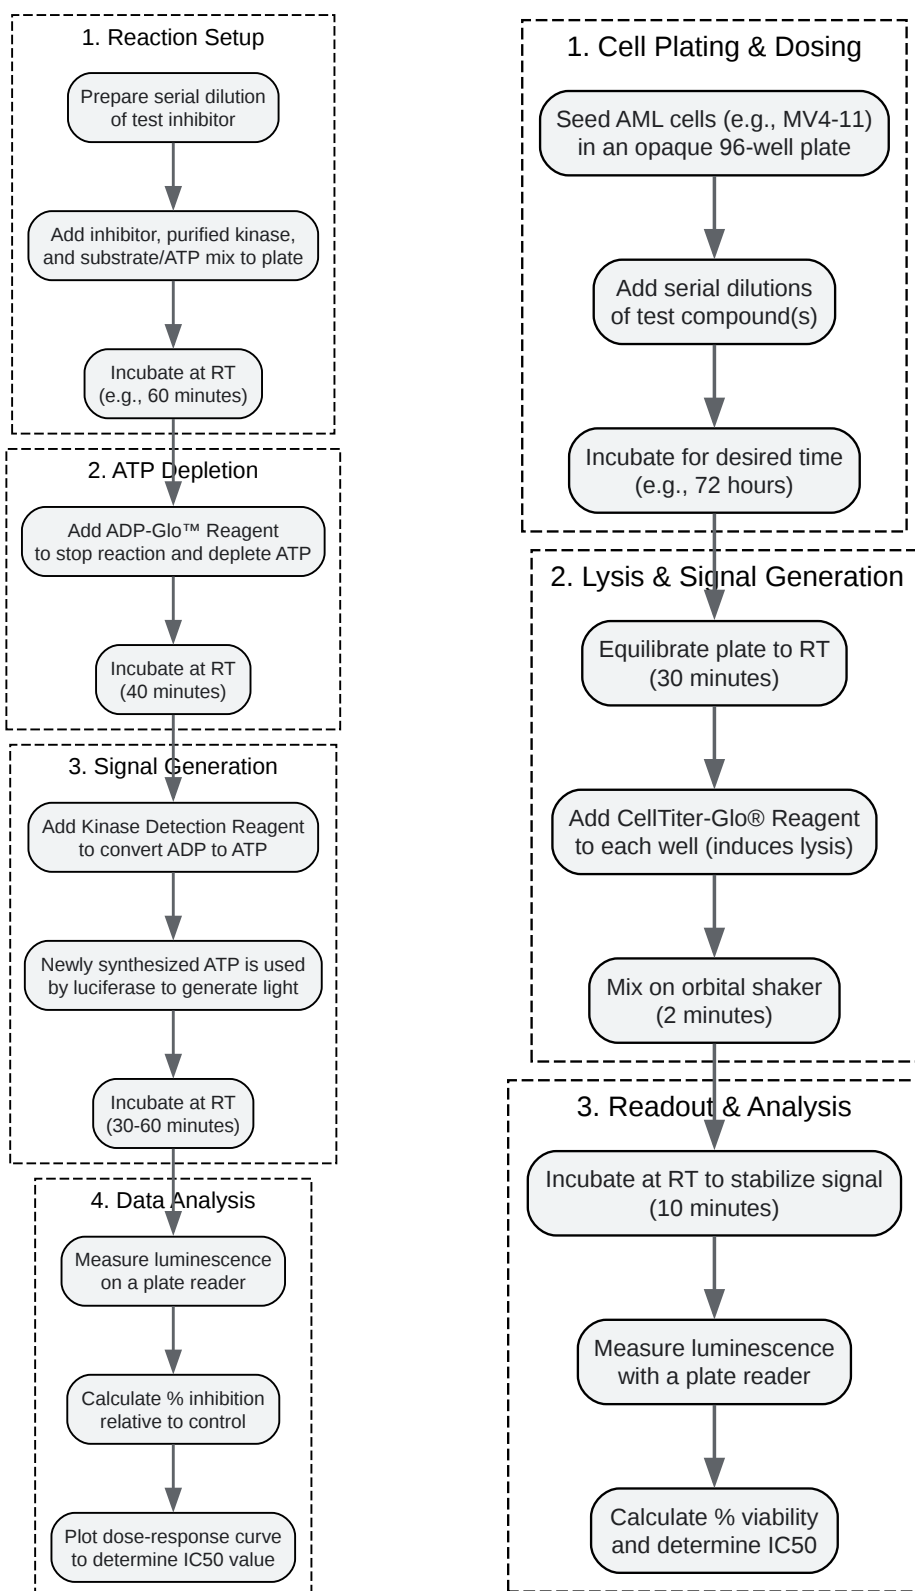 1. Reaction Setup
Prepare serial dilution
of test inhibitor
Add inhibitor, purified kinase,
and substrate/ATP mix to plate
Incubate at RT
(e.g., 60 minutes)
2. ATP Depletion
Add ADP-Glo™ Reagent
to stop reaction and deplete ATP
Incubate at RT
(40 minutes)
3. Signal Generation
Add Kinase Detection Reagent
to convert ADP to ATP
Newly synthesized ATP is used
by luciferase to generate light
Incubate at RT
(30-60 minutes)
4. Data Analysis
Measure luminescence
on a plate reader
Calculate % inhibition
relative to control
Plot dose-response curve
to determine IC50 value
1. Cell Plating & Dosing
Seed AML cells (e.g., MV4-11)
in an opaque 96-well plate
Add serial dilutions
of test compound(s)
Incubate for desired time
(e.g., 72 hours)
2. Lysis & Signal Generation
Equilibrate plate to RT
(30 minutes)
Add CellTiter-Glo® Reagent
to each well (induces lysis)
Mix on orbital shaker
(2 minutes)
3. Readout & Analysis
Incubate at RT to stabilize signal
(10 minutes)
Measure luminescence
with a plate reader
Calculate % viability
and determine IC50